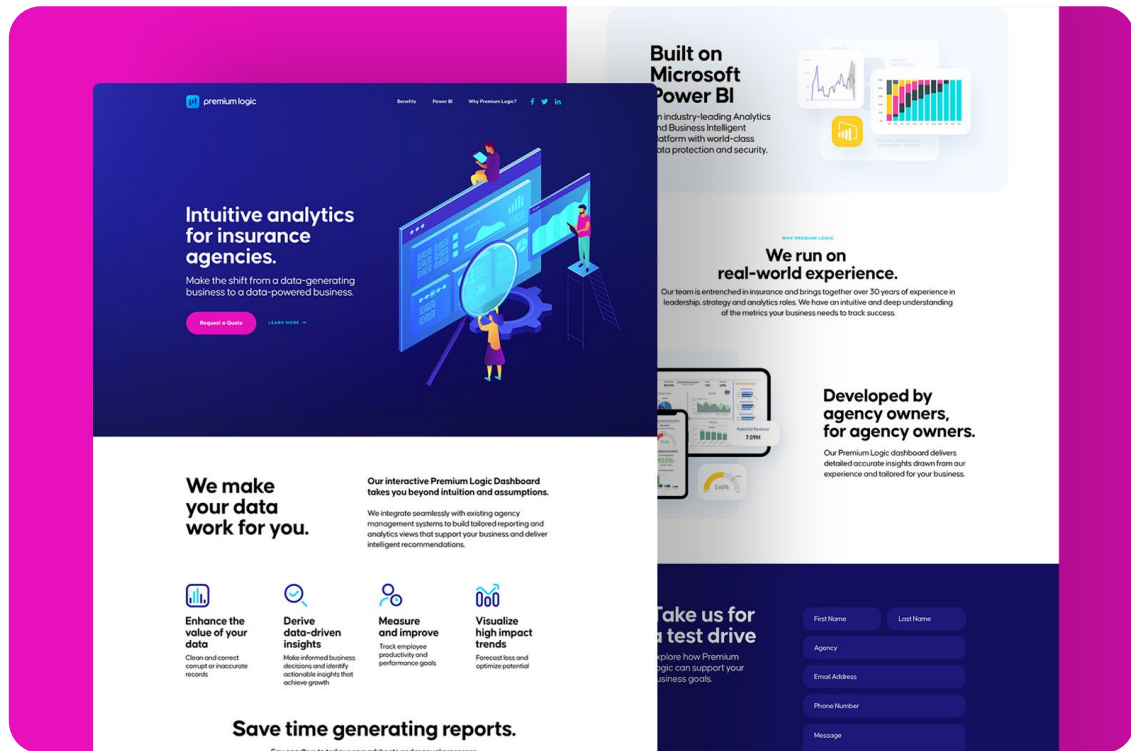 pl premium logic
Benefits Power BI Why Premium Logic?
Intuitive analytics
for insurance
agencies.
Make the shift from a data-generating
business to a data-powered business.
Request a Quote LEARN MORE →
We make
your data
work for you.
Our interactive Premium Logic Dashboard
takes you beyond intuition and assumptions.
We integrate seamlessly with existing agency
management systems to build tailored reporting and
analytics views that support your business and deliver
intelligent recommendations.
Enhance the
value of your
data
Clean and correct
corrupt or inaccurate
records
Derive
data-driven
insights
Make informed business
decisions and identify
actionable insights that
achieve growth
Measure
and improve
Track employee
productivity and
performance goals
Visualize
high impact
trends
Forecast loss and
optimize potential
Save time generating reports.
Built on
Microsoft
Power BI
n industry-leading Analytics
nd Business Intelligent
latform with world-class
ata protection and security.
WHY PREMIUM LOGIC
We run on
real-world experience.
Our team is entrenched in insurance and brings together over 30 years of experience in
leadership, strategy and analytics roles. We have an intuitive and deep understanding
of the metrics your business needs to track success.
Potential Revenue
7.09M
5.66%
Developed by
agency owners,
for agency owners.
Our Premium Logic dashboard delivers
detailed accurate insights drawn from our
experience and tailored for your business.
Take us for
a test drive
xplore how Premium
ogic can support your
usiness goals.
First Name Last Name
Agency
Email Address
Phone Number
Message